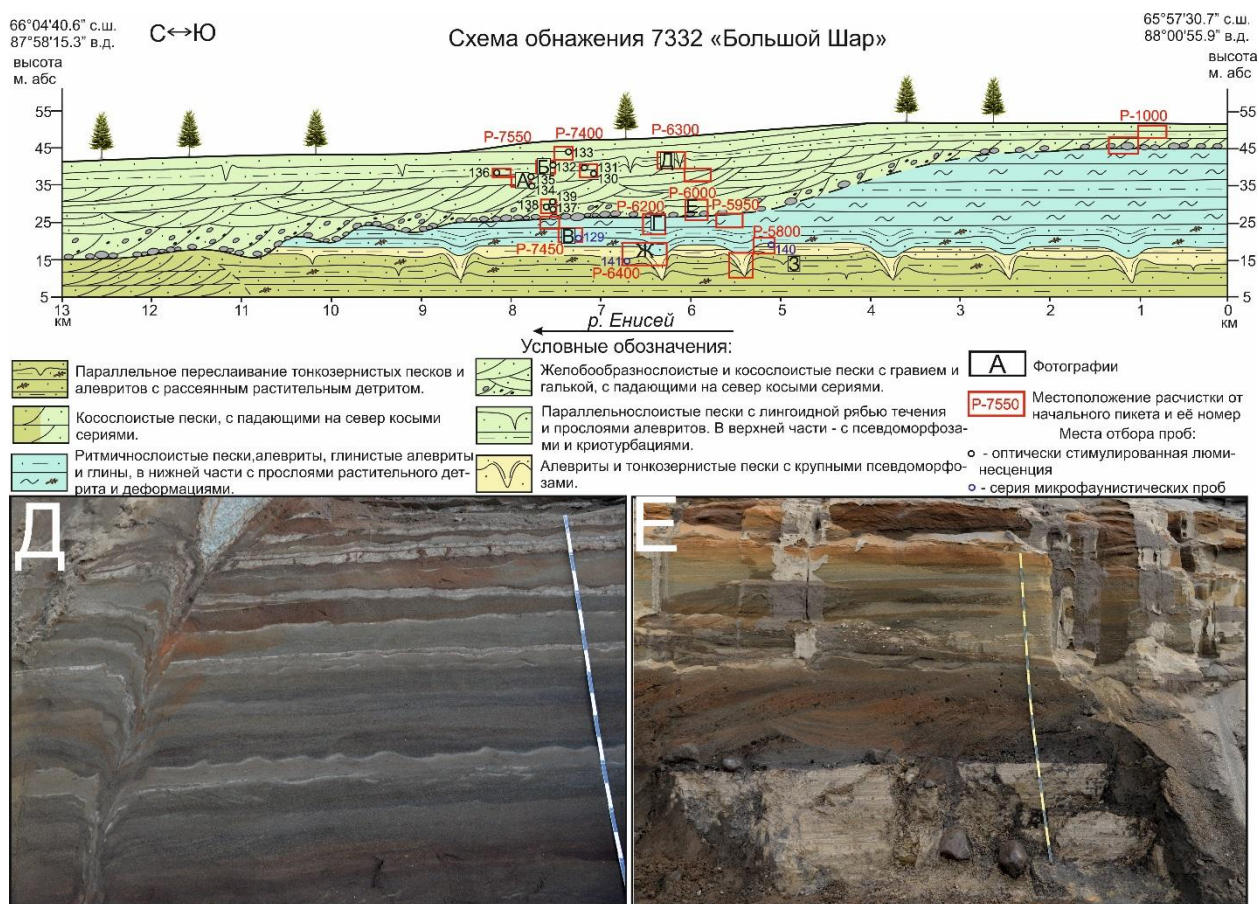 66°04'40.6" с.ш.
87°58'15.3" в.д.
С↔Ю
Схема обнажения 7332 «Большой Шар»
65°57'30.7" с.ш.
88°00'55.9" в.д.
высота
м. абс
высота
м. абс
55
45
35
25
15
5
Р-7550
Р-7400
Р-6300
Р-1000
133
Б
132
131
130
136
А
135
134
Д
139
138
137
Р-6000
Е
Р-6200
Г
Р-5950
Р-7450
В
129
Р-5800
140
Ж
141
Р-6400
З
55
45
35
25
15
5
13
км
12
11
10
9
8
7
6
5
4
3
2
1
0
км
р. Енисей
Условные обозначения:
Параллельное переслаивание тонкозернистых песков и
алевритов с рассеянным растительным детритом.
Косослоистые пески, с падающими на север косыми
сериями.
Ритмичнослоистые пески,алевриты, глинистые алевриты
и глины, в нижней части с прослоями растительного дет-
рита и деформациями.
Желобообразнослоистые и косослоистые пески с гравием и
галькой, с падающими на север косыми сериями.
Параллельнослоистые пески с лингоидной рябью течения
и прослоями алевритов. В верхней части - с псевдоморфоза-
ми и криотурбациями.
Алевриты и тонкозернистые пески с крупными псевдоморфо-
зами.
А
Фотографии
Р-7550
Местоположение расчистки от
начального пикета и её номер
Места отбора проб:
- оптически стимулированная люми-
несценция
- серия микрофаунистических проб
Д
Е